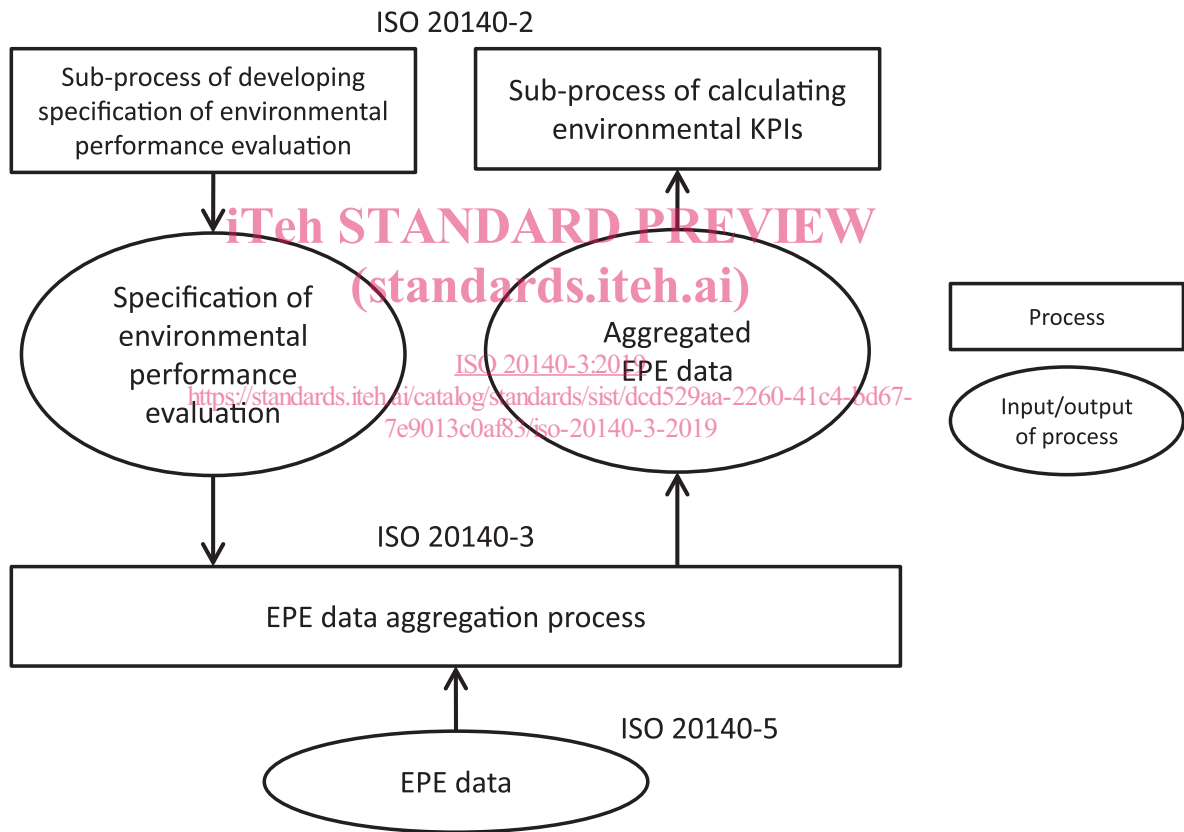 ISO 20140-2
Sub-process of developing
specification of environmental
performance evaluation
Sub-process of calculating
environmental KPIs
iTeh STANDARD PREVIEW
(standards.iteh.ai)
Specification of
environmental
performance
evaluation
Aggregated
EPE data
ISO 20140-3:2019
https://standards.iteh.ai/catalog/standards/sist/dcd529aa-2260-41c4-bd67-
7e9013c0af83/iso-20140-3-2019
Process
Input/output
of process
ISO 20140-3
EPE data aggregation process
ISO 20140-5
EPE data